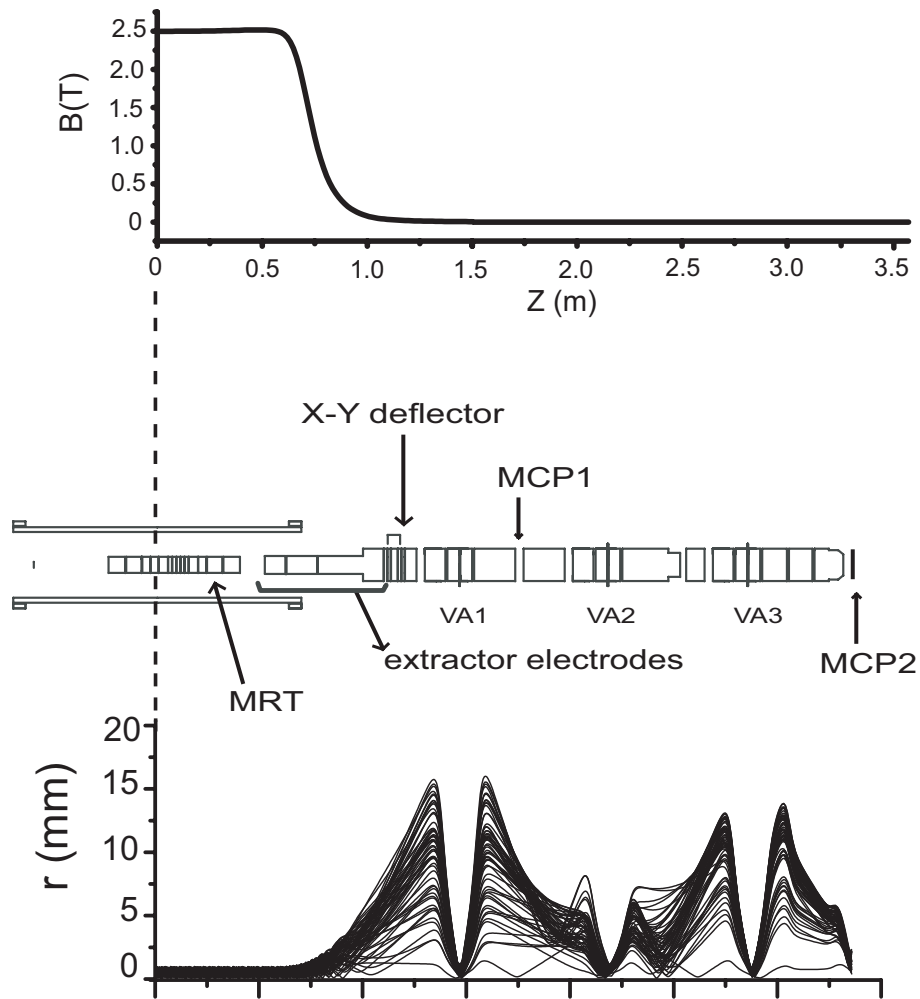 2.5
2.0
1.5
1.0
0.5
0
B(T)
0 0.5 1.0 1.5 2.0 2.5 3.0 3.5
Z (m)
X-Y deflector
MCP1
VA1 VA2 VA3
extractor electrodes
MCP2
MRT
20
15
10
5
0
r (mm)